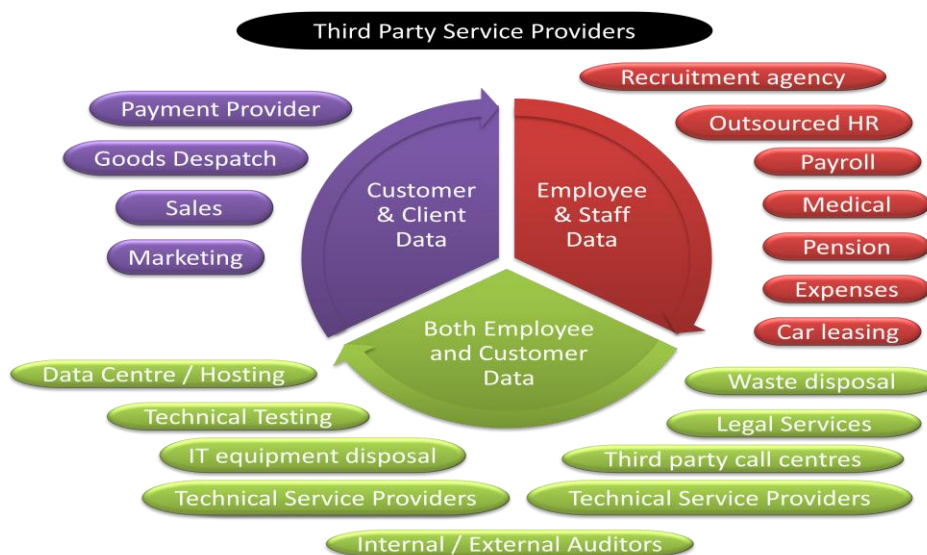 Third Party Service Providers
Payment Provider
Goods Despatch
Sales
Marketing
Customer
& Client
Data
Employee
& Staff
Data
Recruitment agency
Outsourced HR
Payroll
Medical
Pension
Expenses
Car leasing
Both Employee
and Customer
Data
Data Centre / Hosting
Technical Testing
IT equipment disposal
Technical Service Providers
Waste disposal
Legal Services
Third party call centres
Technical Service Providers
Internal / External Auditors